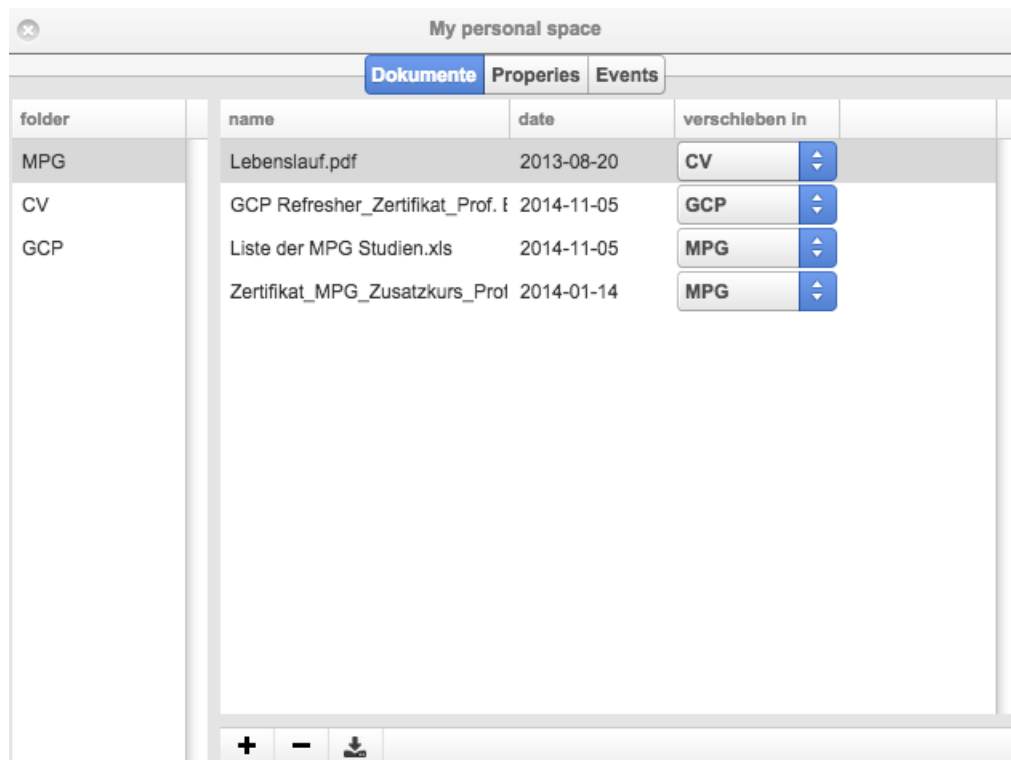 My personal space
Dokumente Properies Events
folder name date verschieben in
MPG Lebenslauf.pdf 2013-08-20 CV
CV GCP Refresher_Zertifikat_Prof. 2014-11-05 GCP
GCP Liste der MPG Studien.xls 2014-11-05 MPG
Zertifikat_MPG_Zusatzkurs_Prof 2014-01-14 MPG